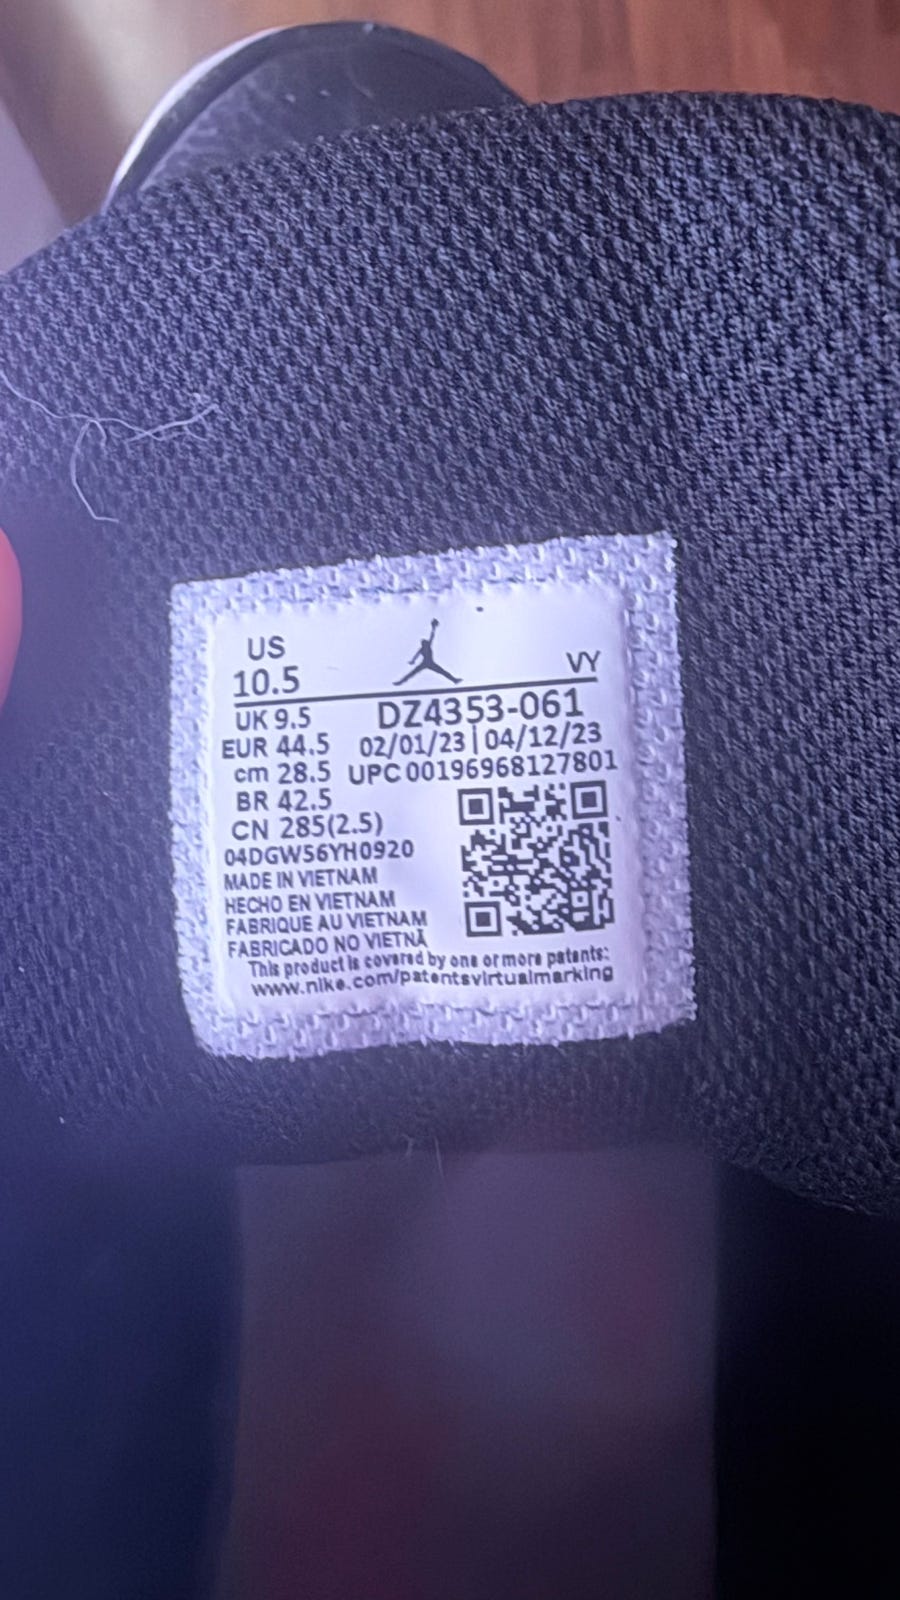 US
10.5
VY
UK 9.5
DZ4353-061
EUR 44.5
02/01/23 | 04/12/23
cm 28.5
UPC 00196968127801
BR 42.5
CN 285(2.5)
04DGW56YH0920
MADE IN VIETNAM
HECHO EN VIETNAM
FABRIQUE AU VIETNAM
FABRICADO NO VIETNÃ
This product is covered by one or more patents:
www.nike.com/patentsvirtualmarking